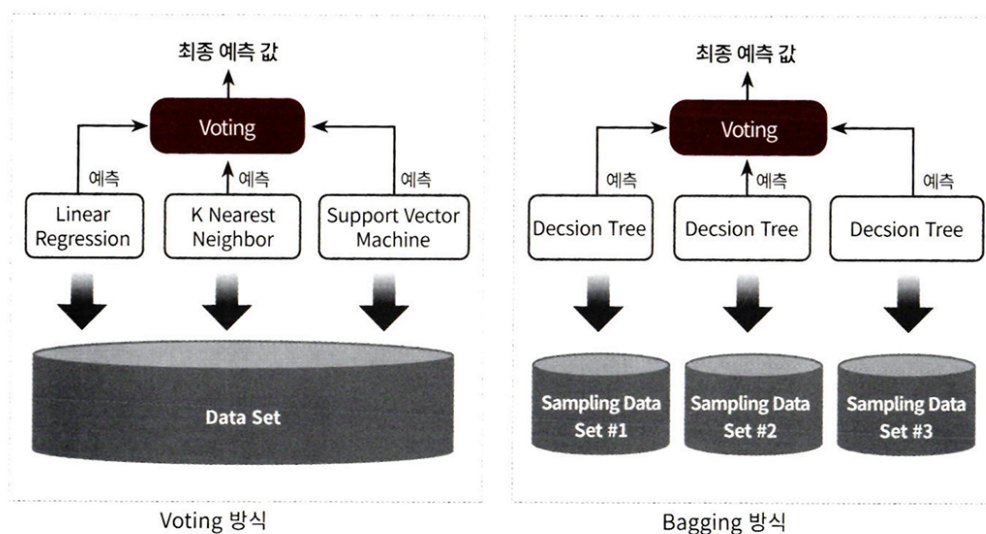 최종 예측 값
Voting
예측
예측
예측
Linear
Regression
K Nearest
Neighbor
Support Vector
Machine
Data Set
Voting 방식
최종 예측 값
Voting
예측
예측
예측
Decsion Tree
Decsion Tree
Decsion Tree
Sampling Data
Set #1
Sampling Data
Set #2
Sampling Data
Set #3
Bagging 방식